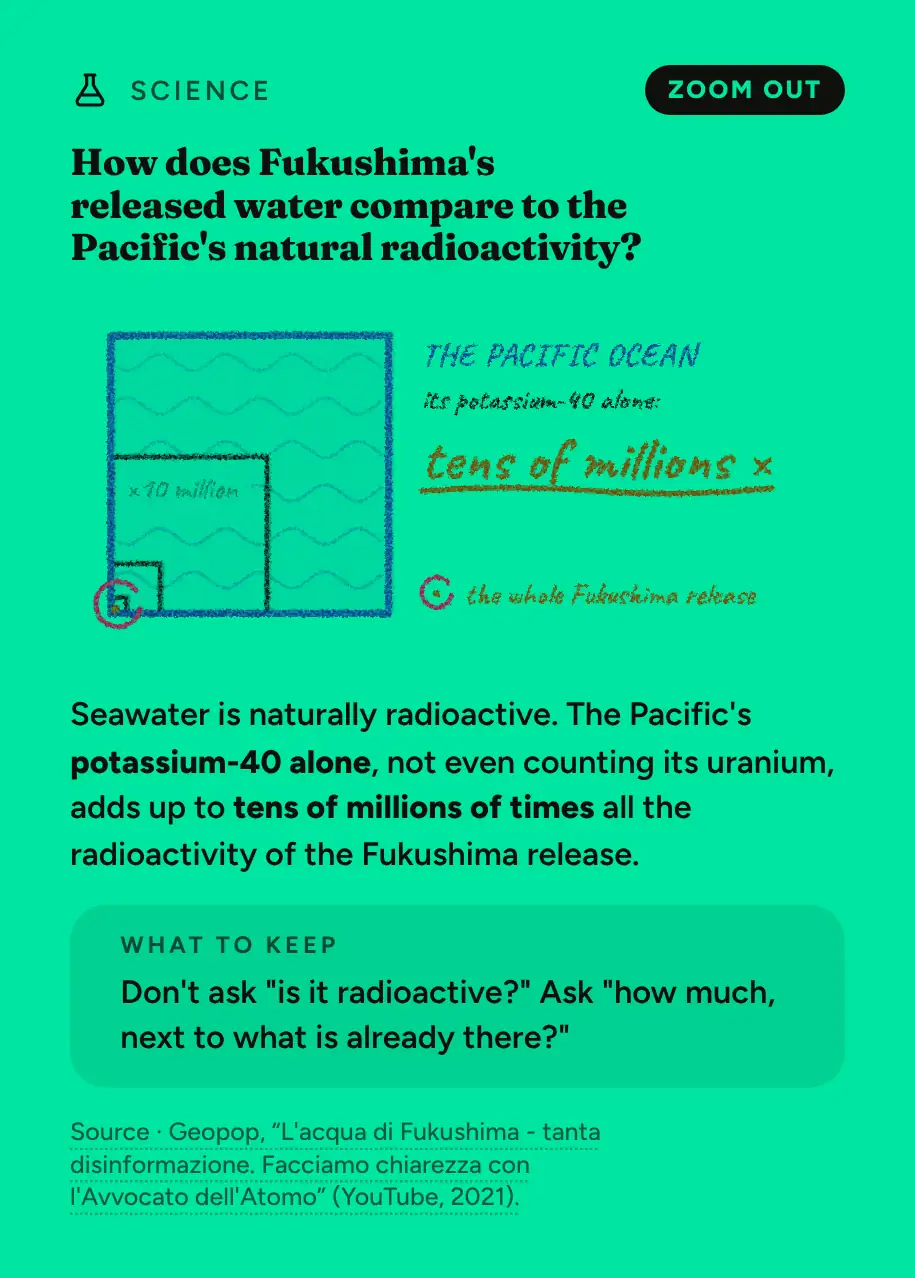 SCIENCE
ZOOM OUT
How does Fukushima's
released water compare to the
Pacific's natural radioactivity?
THE PACIFIC OCEAN
its potassium-40 alone:
tens of millions ×
×10 million
the whole Fukushima release
Seawater is naturally radioactive. The Pacific's
potassium-40 alone, not even counting its uranium,
adds up to tens of millions of times all the
radioactivity of the Fukushima release.
WHAT TO KEEP
Don't ask "is it radioactive?" Ask "how much,
next to what is already there?"
Source · Geopop, “L'acqua di Fukushima - tanta
disinformazione. Facciamo chiarezza con
l'Avvocato dell'Atomo” (YouTube, 2021).